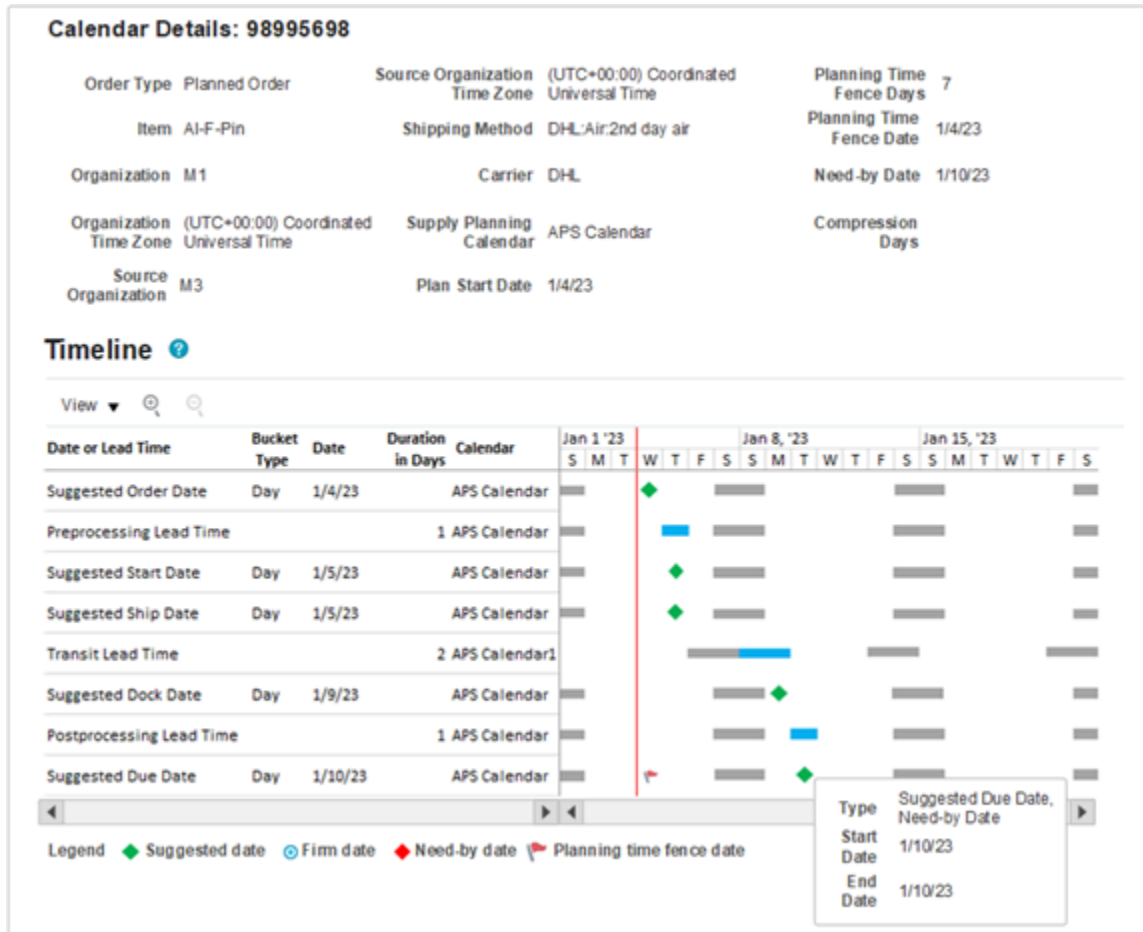 Calendar Details: 98995698
Order Type Planned Order
Source Organization Time Zone (UTC+00:00) Coordinated Universal Time
Planning Time Fence Days 7
Item AI-F-Pin
Shipping Method DHL:Air:2nd day air
Planning Time Fence Date 1/4/23
Organization M1
Carrier DHL
Need-by Date 1/10/23
Organization Time Zone (UTC+00:00) Coordinated Universal Time
Supply Planning Calendar APS Calendar
Compression Days
Source Organization M3
Plan Start Date 1/4/23
Timeline ?
View
Date or Lead Time Bucket Type Date Duration in Days Calendar Jan 1 '23 Jan 8, '23 Jan 15, '23
S M T W T F S S M T W T F S S M T W T F S
Suggested Order Date Day 1/4/23 APS Calendar
Preprocessing Lead Time 1 APS Calendar
Suggested Start Date Day 1/5/23 APS Calendar
Suggested Ship Date Day 1/5/23 APS Calendar
Transit Lead Time 2 APS Calendar1
Suggested Dock Date Day 1/9/23 APS Calendar
Postprocessing Lead Time 1 APS Calendar
Suggested Due Date Day 1/10/23 APS Calendar
Type Suggested Due Date, Need-by Date
Start Date 1/10/23
End Date 1/10/23
Legend Suggested date Firm date Need-by date Planning time fence date